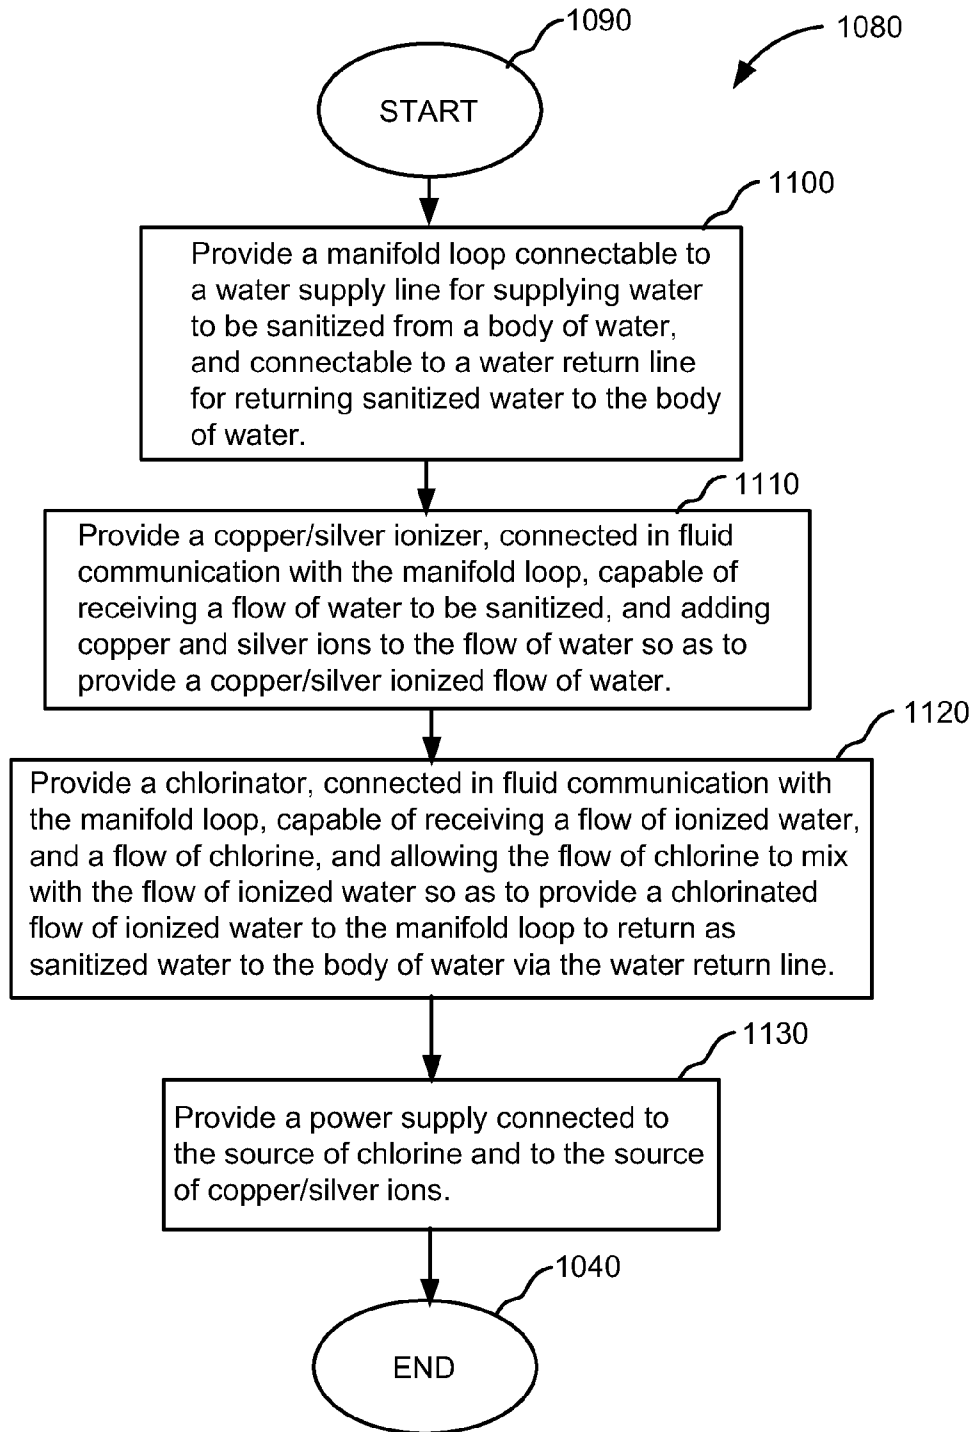 1090
1080
START
1100
Provide a manifold loop connectable to
a water supply line for supplying water
to be sanitized from a body of water,
and connectable to a water return line
for returning sanitized water to the body
of water.
1110
Provide a copper/silver ionizer, connected in fluid
communication with the manifold loop, capable of
receiving a flow of water to be sanitized, and adding
copper and silver ions to the flow of water so as to
provide a copper/silver ionized flow of water.
1120
Provide a chlorinator, connected in fluid communication with
the manifold loop, capable of receiving a flow of ionized water,
and a flow of chlorine, and allowing the flow of chlorine to mix
with the flow of ionized water so as to provide a chlorinated
flow of ionized water to the manifold loop to return as
sanitized water to the body of water via the water return line.
1130
Provide a power supply connected to
the source of chlorine and to the source
of copper/silver ions.
1040
END